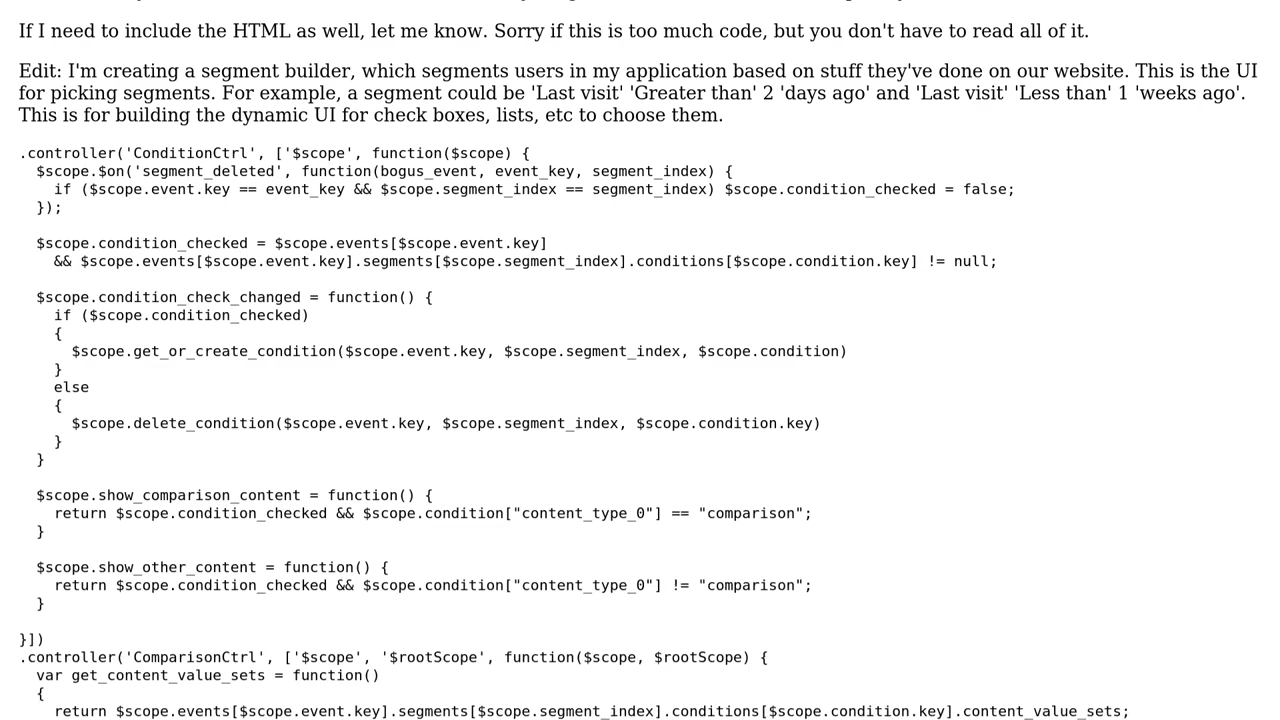 If I need to include the HTML as well, let me know. Sorry if this is too much code, but you don't have to read all of it.
Edit: I'm creating a segment builder, which segments users in my application based on stuff they've done on our website. This is the UI
for picking segments. For example, a segment could be 'Last visit' 'Greater than' 2 'days ago' and 'Last visit' 'Less than' 1 'weeks ago'.
This is for building the dynamic UI for check boxes, lists, etc to choose them.
.controller('ConditionCtrl', ['$scope', function($scope) {
  $scope.$on('segment_deleted', function(bogus_event, event_key, segment_index) {
    if ($scope.event.key == event_key && $scope.segment_index == segment_index) $scope.condition_checked = false;
  });
  $scope.condition_checked = $scope.events[$scope.event.key]
    && $scope.events[$scope.event.key].segments[$scope.segment_index].conditions[$scope.condition.key] != null;
  $scope.condition_check_changed = function() {
    if ($scope.condition_checked)
    {
      $scope.get_or_create_condition($scope.event.key, $scope.segment_index, $scope.condition)
    }
    else
    {
      $scope.delete_condition($scope.event.key, $scope.segment_index, $scope.condition.key)
    }
  }
  $scope.show_comparison_content = function() {
    return $scope.condition_checked && $scope.condition["content_type_0"] == "comparison";
  }
  $scope.show_other_content = function() {
    return $scope.condition_checked && $scope.condition["content_type_0"] != "comparison";
  }
}])
.controller('ComparisonCtrl', ['$scope', '$rootScope', function($scope, $rootScope) {
  var get_content_value_sets = function()
  {
    return $scope.events[$scope.event.key].segments[$scope.segment_index].conditions[$scope.condition.key].content_value_sets;